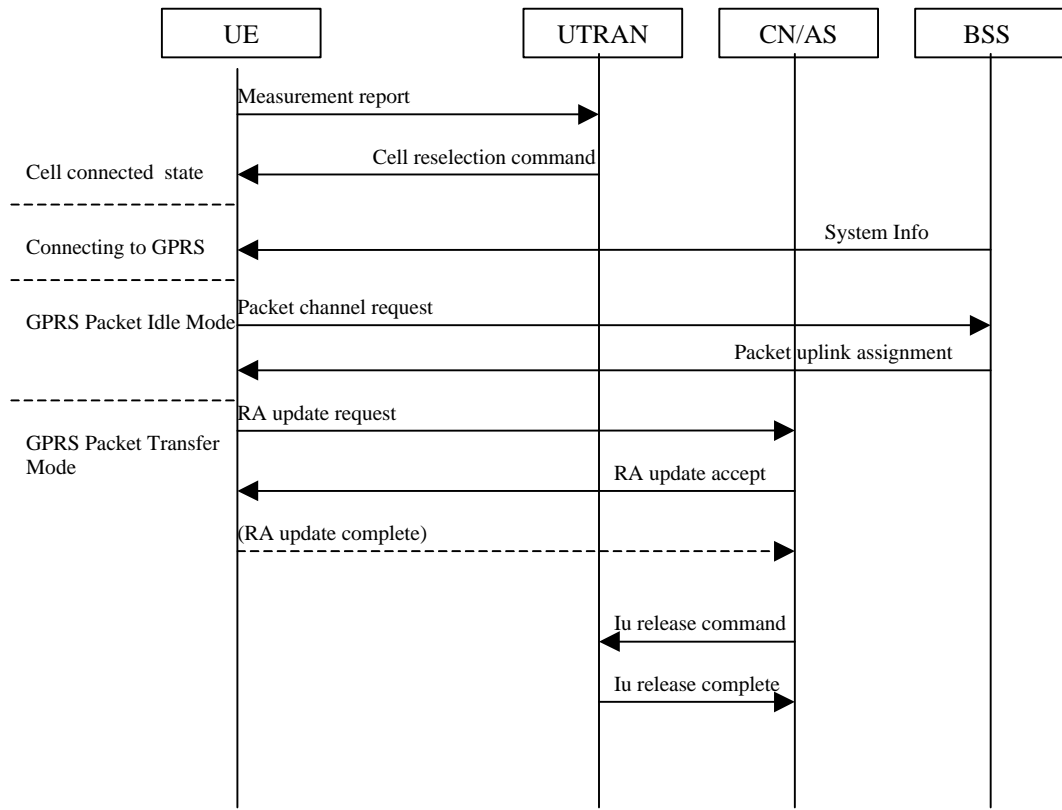 UE
UTRAN
CN/AS
BSS
Measurement report
Cell reselection command
Cell connected state
System Info
Connecting to GPRS
Packet channel request
GPRS Packet Idle Mode
Packet uplink assignment
RA update request
GPRS Packet Transfer
Mode
RA update accept
(RA update complete)
Iu release command
Iu release complete